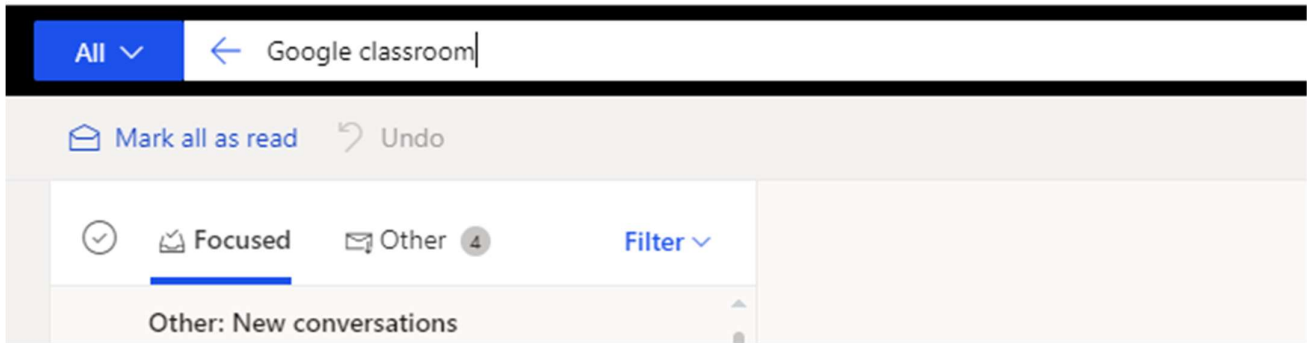 All Google classroom
Mark all as read Undo
Focused Other 4 Filter
Other: New conversations